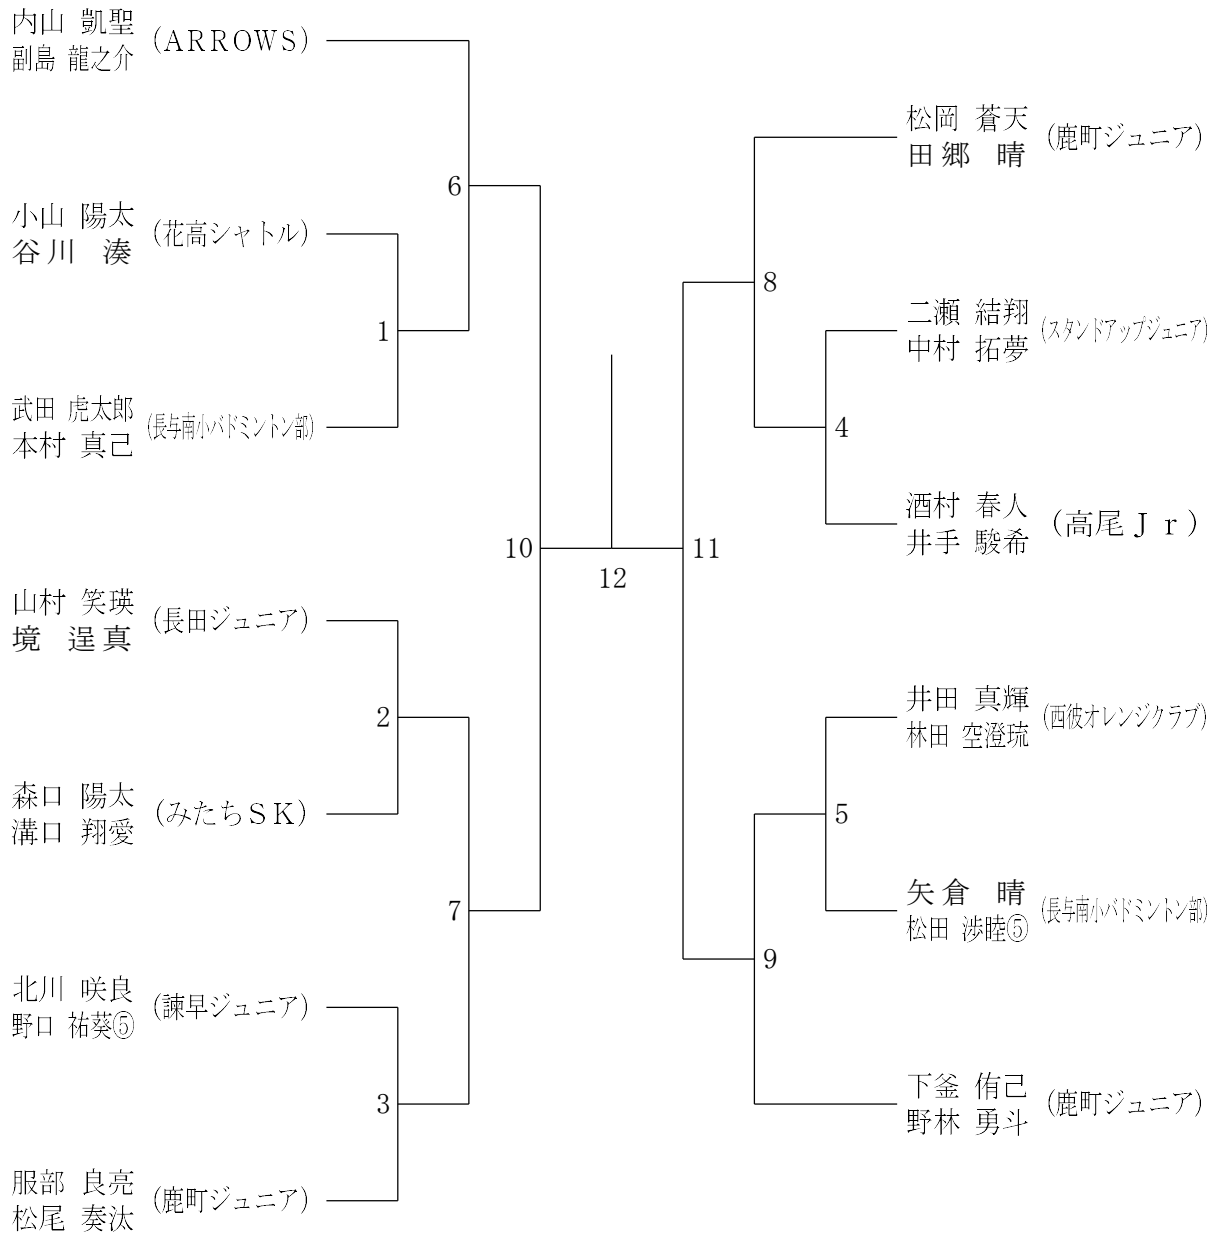 内山 凱聖
副島 龍之介
(ARROWS)
6
小山 陽太
谷川 湊
(花高シャトル)
1
武田 虎太郎
本村 真己
(長与南小バドミントン部)
10
山村 笑瑛
境 逞真
(長田ジュニア)
2
森口 陽太
溝口 翔愛
(みたちSK)
7
北川 咲良
野口 祐葵⑤
(諫早ジュニア)
3
服部 良亮
松尾 奏汰
(鹿町ジュニア)
12
松岡 蒼天
田郷 晴
(鹿町ジュニア)
8
二瀬 結翔
中村 拓夢
(スタンドアップジュニア)
4
酒村 春人
井手 駿希
(高尾Jr)
11
井田 真輝
林田 空澄琉
(西彼オレンジクラブ)
5
矢倉 晴
松田 渉睦⑤
(長与南小バドミントン部)
9
下釜 侑己
野林 勇斗
(鹿町ジュニア)